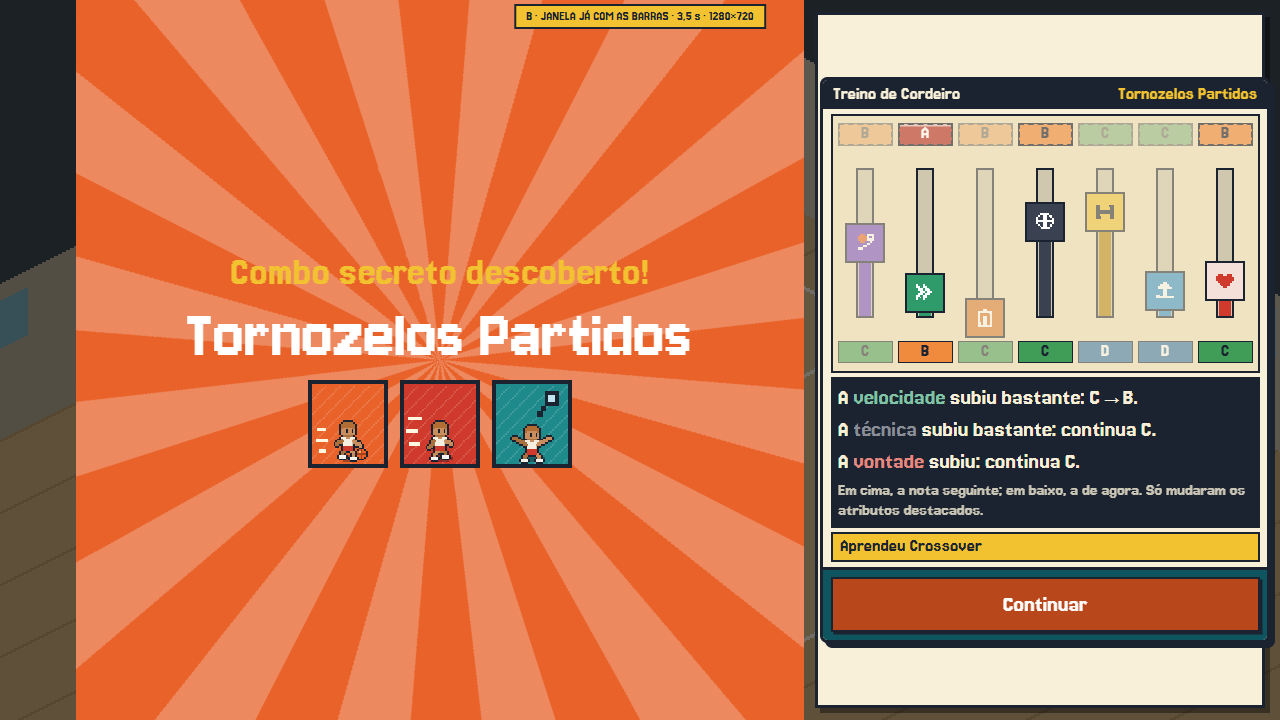 B · JANELA JÁ COM AS BARRAS · 3,5 s · 1280×720
Combo secreto descoberto!
Tornozelos Partidos
Treino de Cordeiro
Tornozelos Partidos
B A B B C C B
C B C C D D C
A velocidade subiu bastante: C→B.
A técnica subiu bastante: continua C.
A vontade subiu: continua C.
Em cima, a nota seguinte; em baixo, a de agora. Só mudaram os
atributos destacados.
Aprendeu Crossover
Continuar